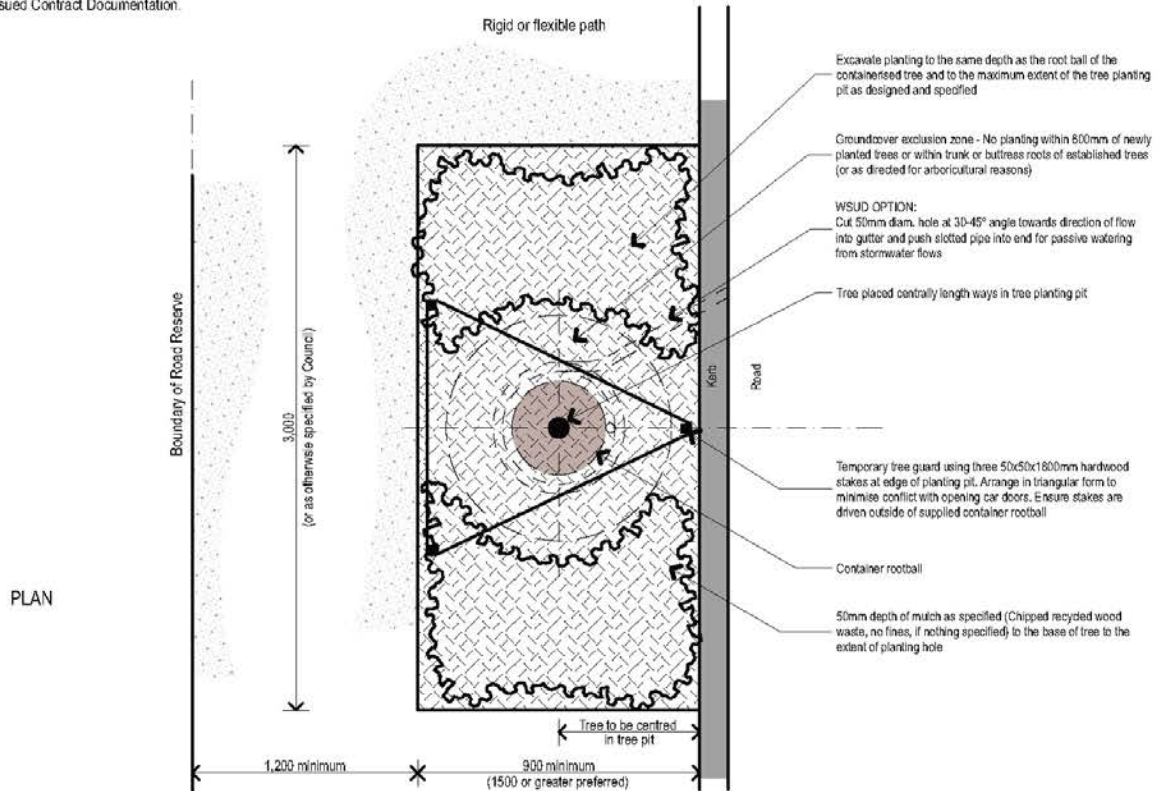 sued Contract Documentation.
Rigid or flexible path
Excavate planting to the same depth as the root ball of the
containerised tree and to the maximum extent of the tree planting
pit as designed and specified
Groundcover exclusion zone - No planting within 600mm of newly
planted trees or within trunk or buttress roots of established trees
(or as directed for arboricultural reasons)
WSUD OPTION:
Cut 50mm diam. hole at 30-45° angle towards direction of flow
into gutter and push slotted pipe into end for passive watering
from stormwater flows
Tree placed centrally length ways in tree planting pit
Boundary of Road Reserve
3,000
(or as otherwise specified by Council)
Kerb
Road
Temporary tree guard using three 50x50x1800mm hardwood
stakes at edge of planting pit. Arrange in triangular form to
minimise conflict with opening car doors. Ensure stakes are
driven outside of supplied container rootball
Container rootball
PLAN
50mm depth of mulch as specified (Chipped recycled wood
waste, no fines, if nothing specified) to the base of tree to the
extent of planting hole
Tree to be centred
in tree pit
1,200 minimum
900 minimum
(1500 or greater preferred)